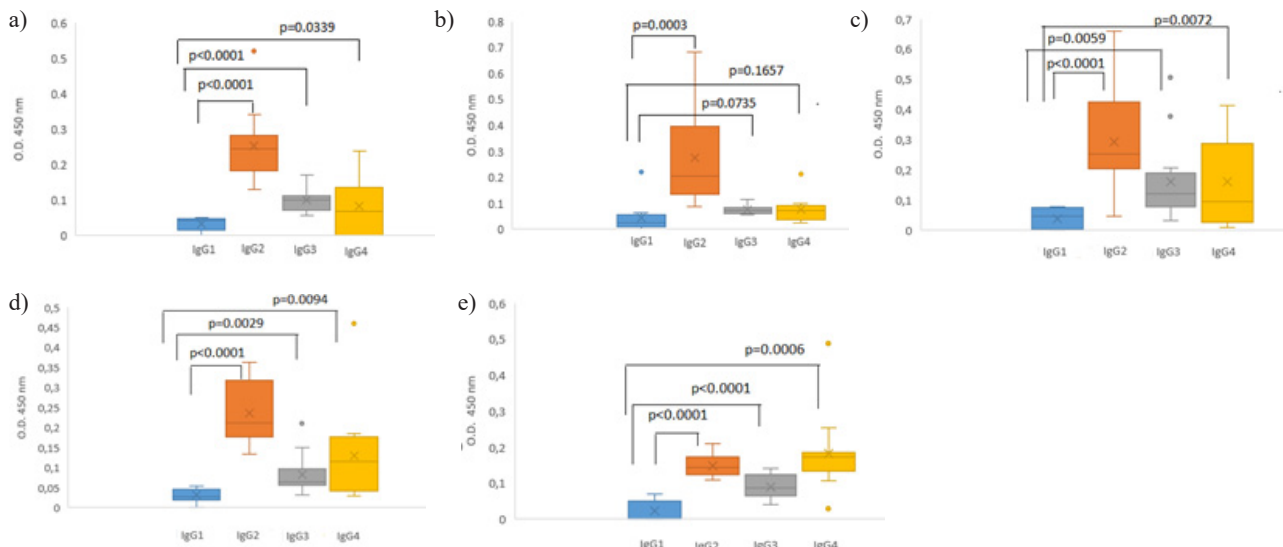 a)
0.6
0.5
0.4
0.3
0.2
0.1
0
O.D. 450 nm
p=0.0339
p<0.0001
p<0.0001
IgG1 IgG2 IgG3 IgG4
b)
0.8
0.7
0.6
0.5
0.4
0.3
0.2
0.1
0
O.D. 450 nm
p=0.0003
p=0.1657
p=0.0735
IgG1 IgG2 IgG3 IgG4
c)
0,7
0,6
0,5
0,4
0,3
0,2
0,1
0
O.D. 450 nm
p=0.0072
p=0.0059
p<0.0001
IgG1 IgG2 IgG3 IgG4
d)
0,5
0,45
0,4
0,35
0,3
0,25
0,2
0,15
0,1
0,05
0
O.D. 450 nm
p=0.0094
p=0.0029
p<0.0001
IgG1 IgG2 IgG3 IgG4
e)
0,6
0,5
0,4
0,3
0,2
0,1
0
O.D. 450 nm
p=0.0006
p<0.0001
p<0.0001
IgG1 IgG2 IgG3 IgG4